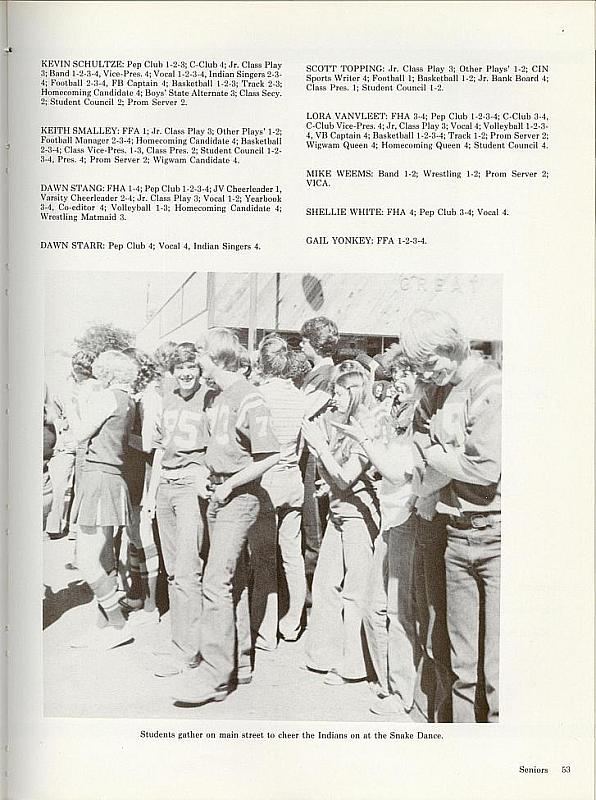 KEVIN SCHULTZE: Pep Club 1-2-3; C-Club 4; Jr. Class Play
3; Band 1-2-3-4, Vice-Pres. 4; Vocal 1-2-3-4, Indian Singers 2-3-
4; Football 2-3-4, FB Captain 4; Basketball 1-2-3; Track 2-3;
Homecoming Candidate 4; Boys' State Alternate 3; Class Secy.
2; Student Council 2; Prom Server 2.
KEITH SMALLEY: FFA 1; Jr. Class Play 3; Other Plays' 1-2;
Football Manager 2-3-4; Homecoming Candidate 4; Basketball
2-3-4; Class Vice-Pres. 1-3, Class Pres. 2; Student Council 1-2-
3-4, Pres. 4; Prom Server 2; Wigwam Candidate 4.
DAWN STANG: FHA 1-4; Pep Club 1-2-3-4; JV Cheerleader 1,
Varsity Cheerleader 2-4; Jr. Class Play 3; Vocal 1-2; Yearbook
3-4, Co-editor 4; Volleyball 1-3; Homecoming Candidate 4;
Wrestling Matmaid 3.
DAWN STARR: Pep Club 4; Vocal 4, Indian Singers 4.
SCOTT TOPPING: Jr. Class Play 3; Other Plays' 1-2; CIN
Sports Writer 4; Football 1; Basketball 1-2; Jr. Bank Board 4;
Class Pres. 1; Student Council 1-2.
LORA VANVLEET: FHA 3-4; Pep Club 1-2-3-4; C-Club 3-4,
C-Club Vice-Pres. 4; Jr, Class Play 3; Vocal 4; Volleyball 1-2-3-
4, VB Captain 4; Basketball 1-2-3-4; Track 1-2; Prom Server 2;
Wigwam Queen 4; Homecoming Queen 4; Student Council 4.
MIKE WEEMS: Band 1-2; Wrestling 1-2; Prom Server 2;
VICA.
SHELLIE WHITE: FHA 4; Pep Club 3-4; Vocal 4.
GAIL YONKEY: FFA 1-2-3-4.
GREAT
85
7
Students gather on main street to cheer the Indians on at the Snake Dance.
Seniors 53